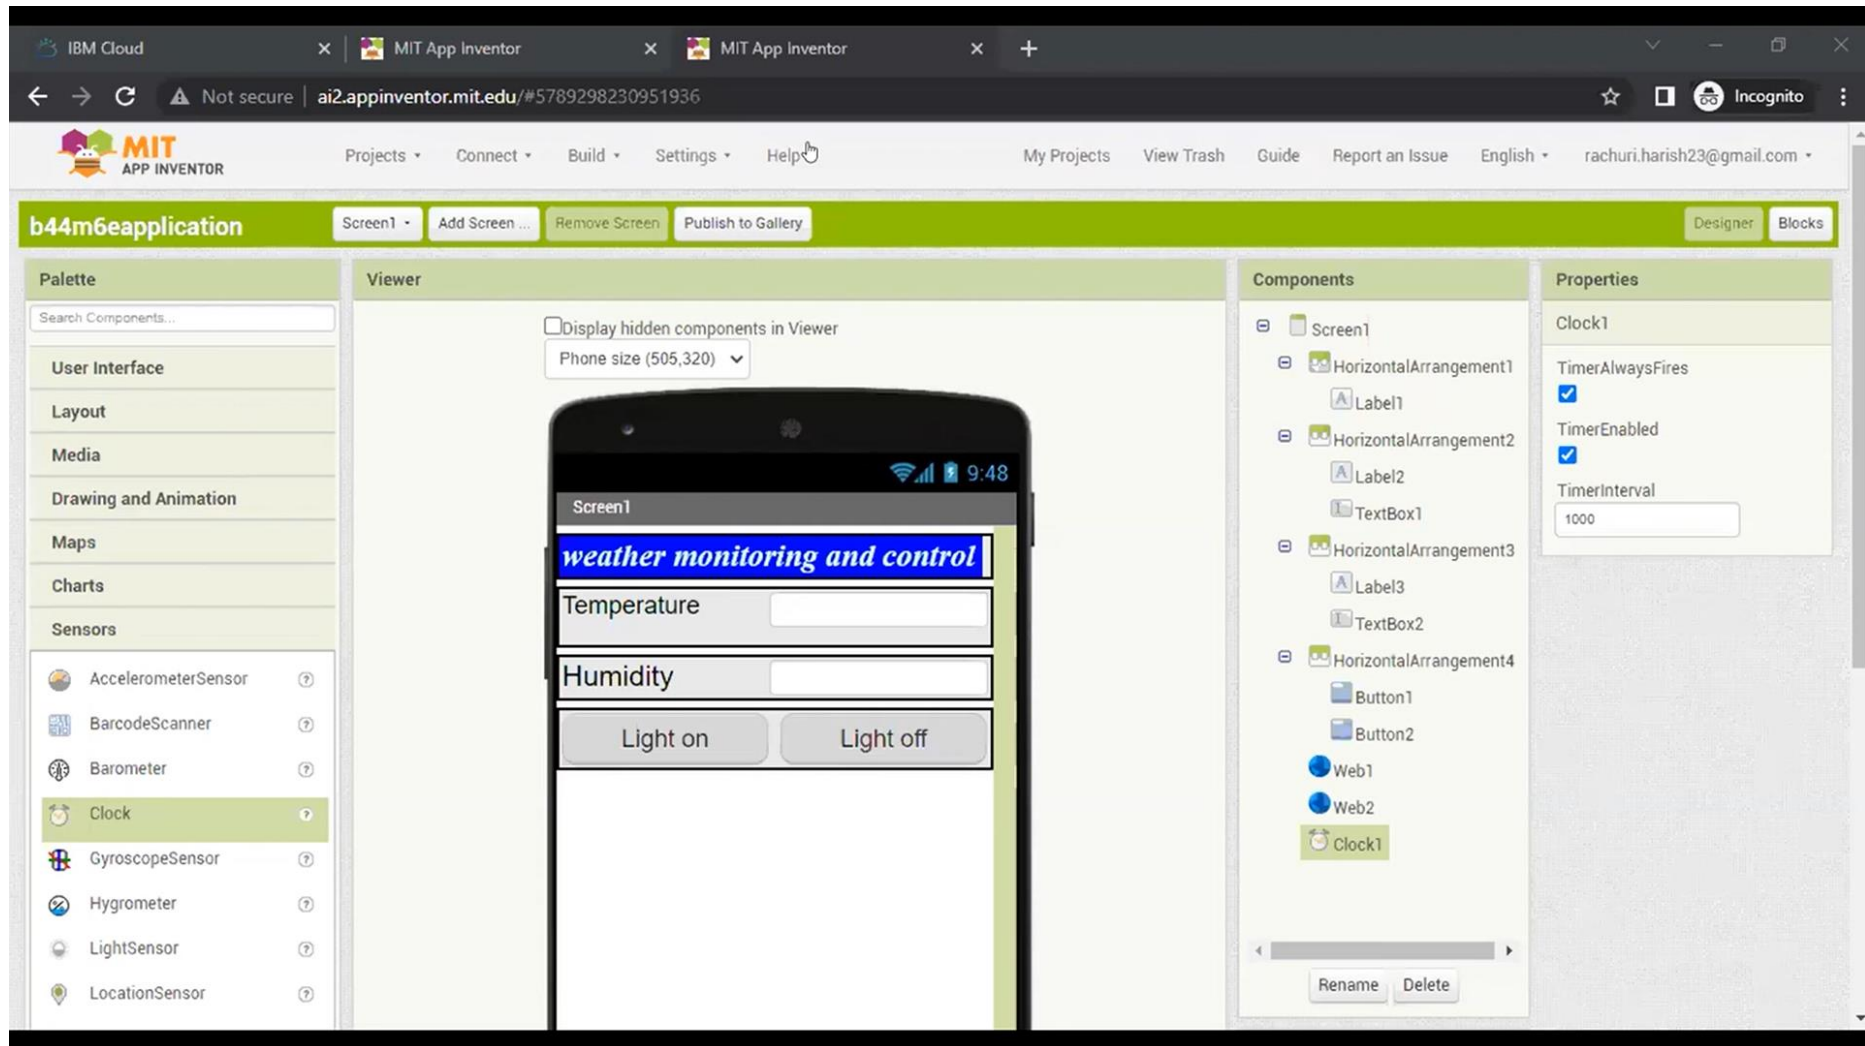 IBM Cloud
MIT App Inventor
MIT App Inventor
Not secure
ai2.appinventor.mit.edu/#5789298230951936
Incognito
MIT
APP INVENTOR
Projects
Connect
Build
Settings
Help
My Projects
View Trash
Guide
Report an Issue
English
rachuri.harish23@gmail.com
b44m6eapplication
Screen1
Add Screen ...
Remove Screen
Publish to Gallery
Designer
Blocks
Palette
Search Components...
User Interface
Layout
Media
Drawing and Animation
Maps
Charts
Sensors
AccelerometerSensor
BarcodeScanner
Barometer
Clock
GyroscopeSensor
Hygrometer
LightSensor
LocationSensor
Viewer
Display hidden components in Viewer
Phone size (505,320)
9:48
Screen1
weather monitoring and control
Temperature
Humidity
Light on
Light off
Components
Screen1
HorizontalArrangement1
Label1
HorizontalArrangement2
Label2
TextBox1
HorizontalArrangement3
Label3
TextBox2
HorizontalArrangement4
Button1
Button2
Web1
Web2
Clock1
Rename
Delete
Properties
Clock1
TimerAlwaysFires
TimerEnabled
TimerInterval
1000